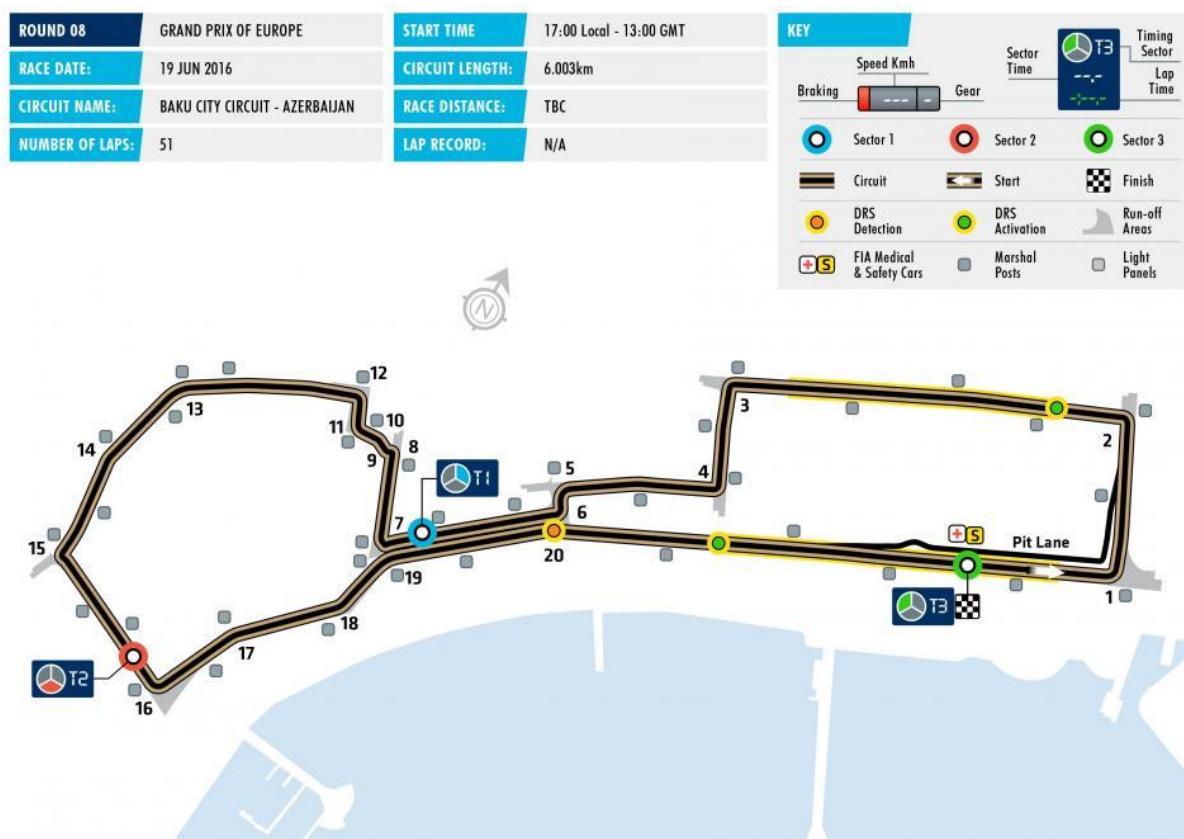 ROUND 08
GRAND PRIX OF EUROPE
RACE DATE:
19 JUN 2016
CIRCUIT NAME:
BAKU CITY CIRCUIT - AZERBAIJAN
NUMBER OF LAPS:
51
START TIME
17:00 Local - 13:00 GMT
CIRCUIT LENGTH:
6.003km
RACE DISTANCE:
TBC
LAP RECORD:
N/A
KEY
Speed Kmh
Braking
--- -
Gear
Sector
Time
T3
--.-
-:--.-
Timing
Sector
Lap
Time
Sector 1
Sector 2
Sector 3
Circuit
Start
Finish
DRS
Detection
DRS
Activation
Run-off
Areas
S
FIA Medical
& Safety Cars
Marshal
Posts
Light
Panels
N
12
13
3
10
11
2
14
8
9
5
4
T1
7
6
S
Pit Lane
15
20
19
1
T3
18
17
T2
16